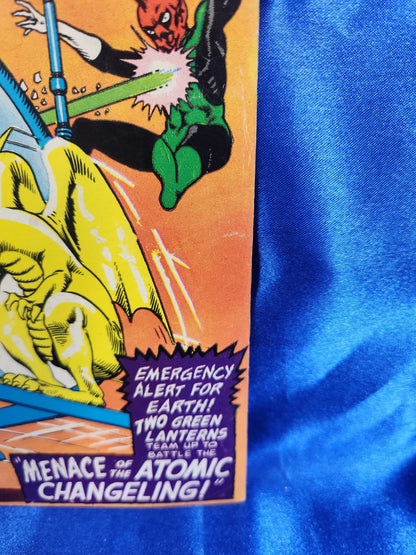 EMERGENCY
ALERT FOR
EARTH!
TWO GREEN
LANTERNS
TEAM UP TO
BATTLE THE
"MENACE OF THE ATOMIC
CHANGELING!"